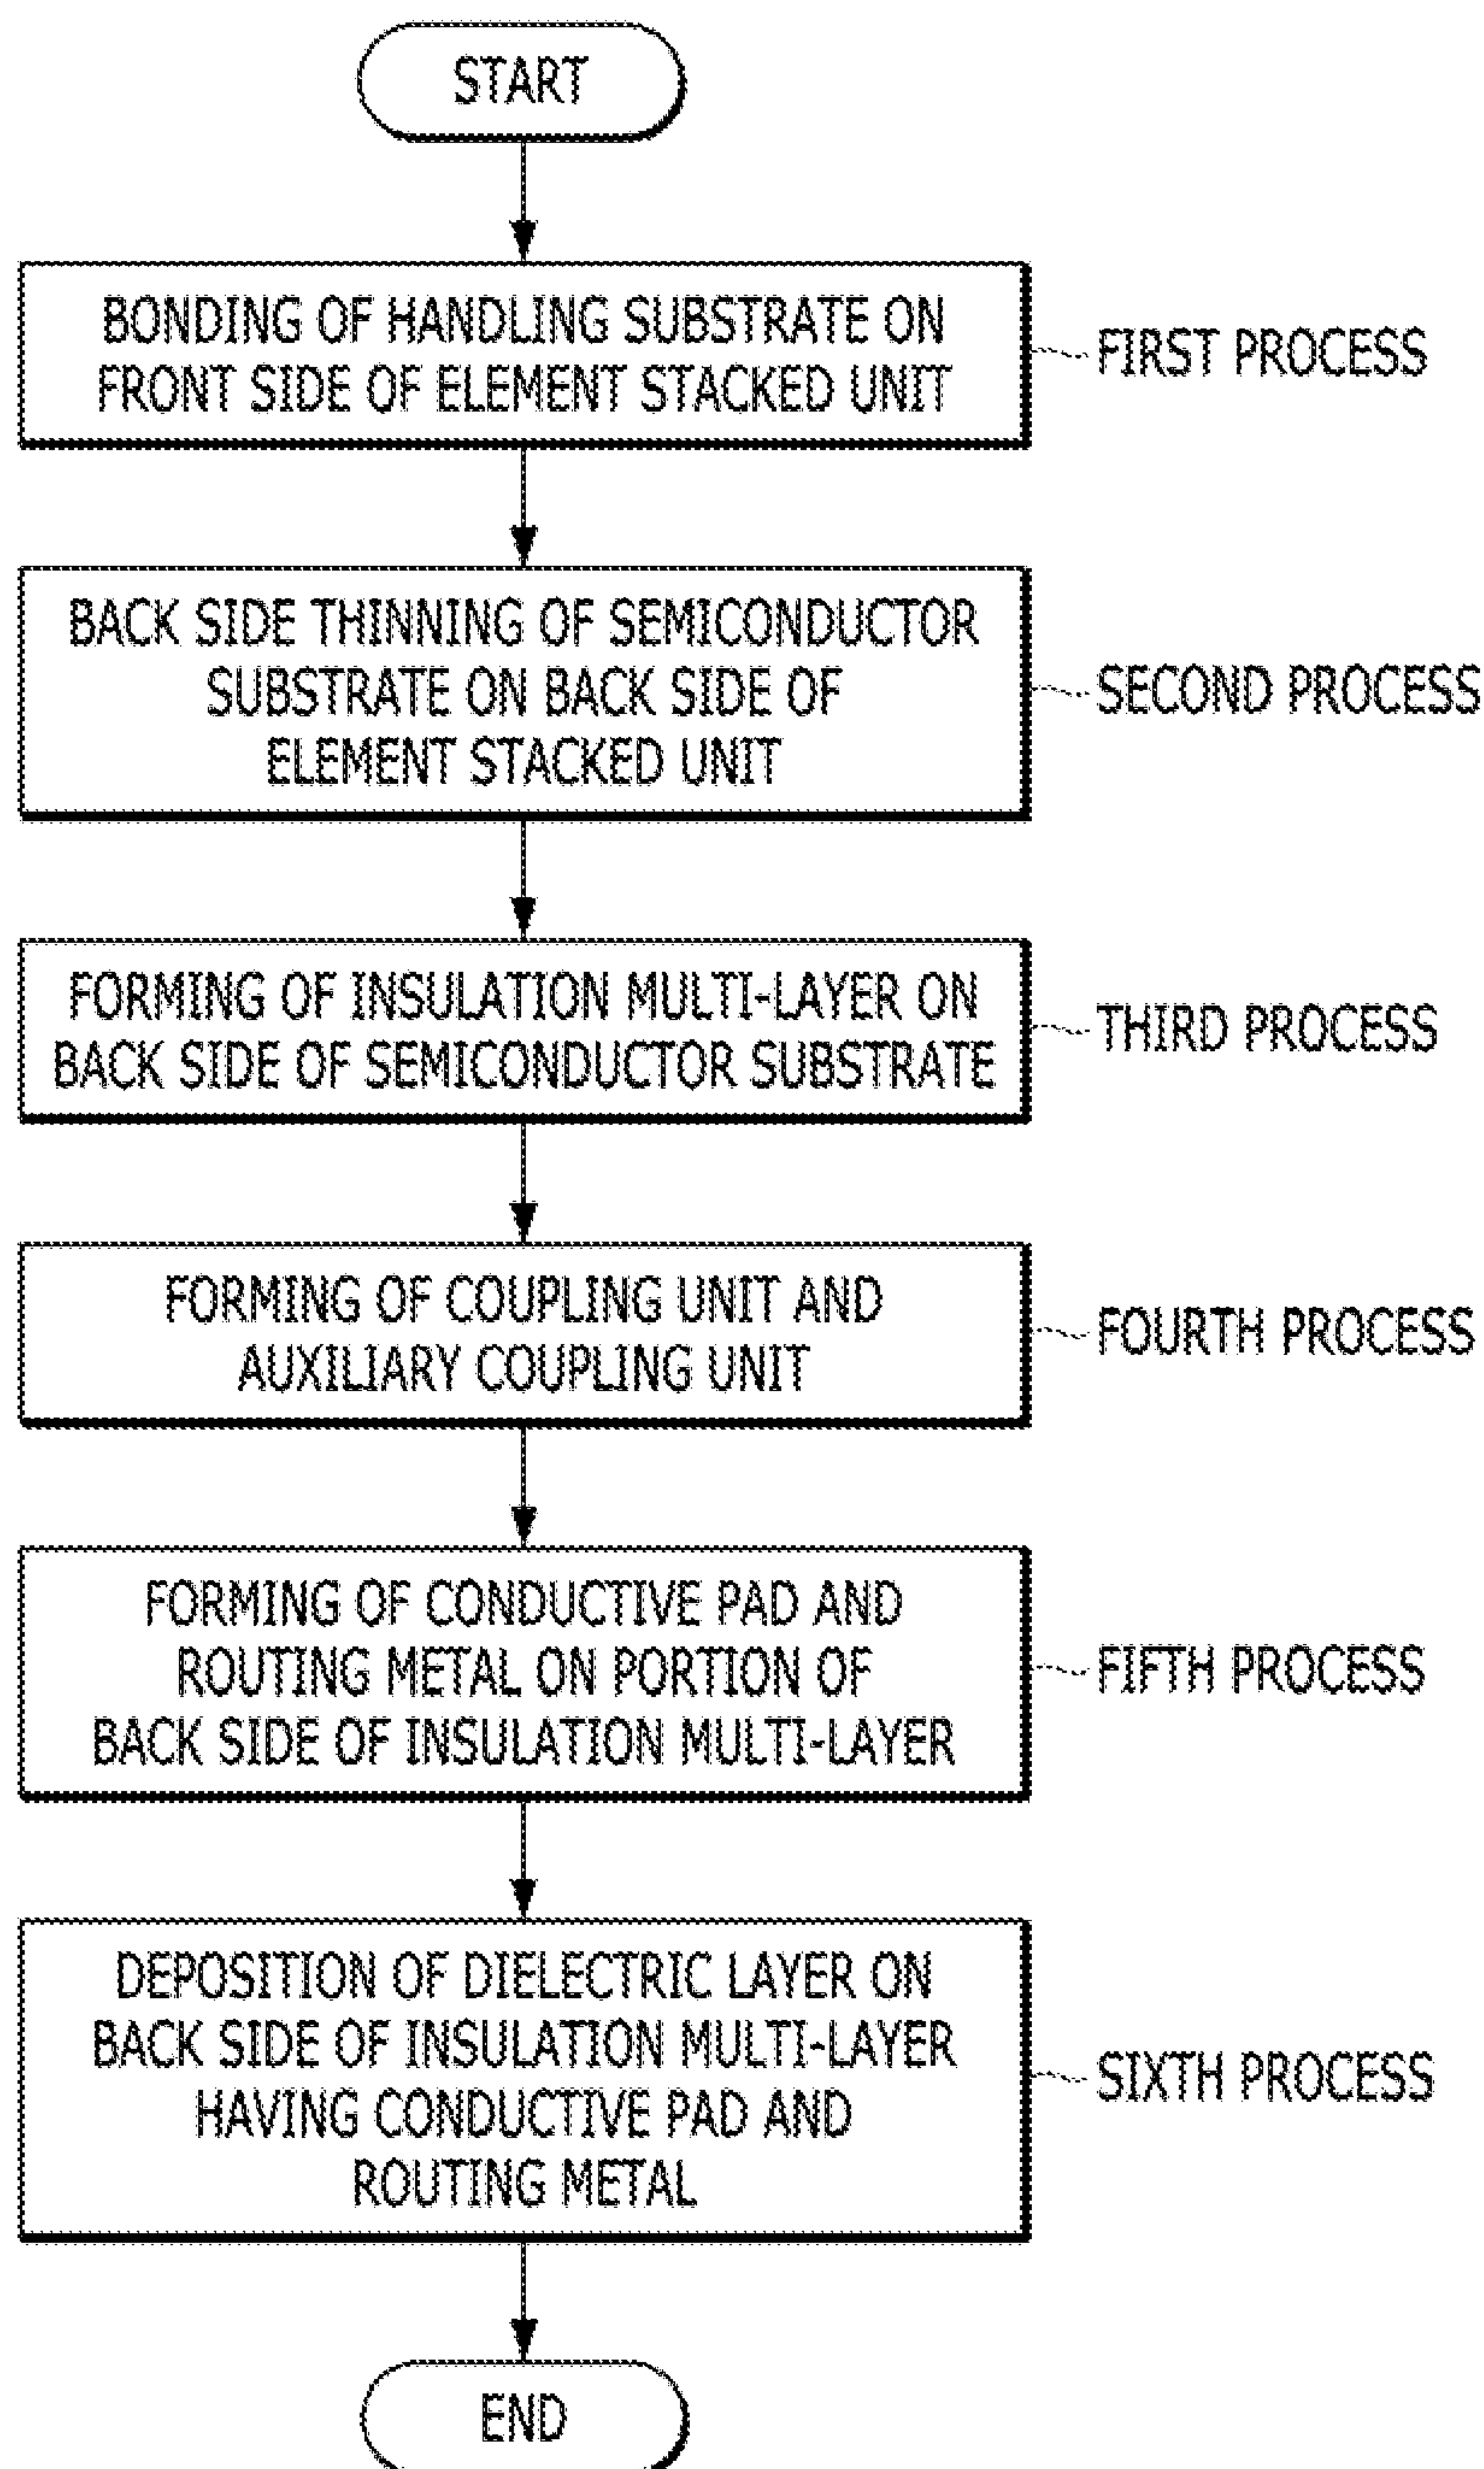 START
BONDING OF HANDLING SUBSTRATE ON
FRONT SIDE OF ELEMENT STACKED UNIT
FIRST PROCESS
BACK SIDE THINNING OF SEMICONDUCTOR
SUBSTRATE ON BACK SIDE OF
ELEMENT STACKED UNIT
SECOND PROCESS
FORMING OF INSULATION MULTI-LAYER ON
BACK SIDE OF SEMICONDUCTOR SUBSTRATE
THIRD PROCESS
FORMING OF COUPLING UNIT AND
AUXILIARY COUPLING UNIT
FOURTH PROCESS
FORMING OF CONDUCTIVE PAD AND
ROUTING METAL ON PORTION OF
BACK SIDE OF INSULATION MULTI-LAYER
FIFTH PROCESS
DEPOSITION OF DIELECTRIC LAYER ON
BACK SIDE OF INSULATION MULTI-LAYER
HAVING CONDUCTIVE PAD AND
ROUTING METAL
SIXTH PROCESS
END